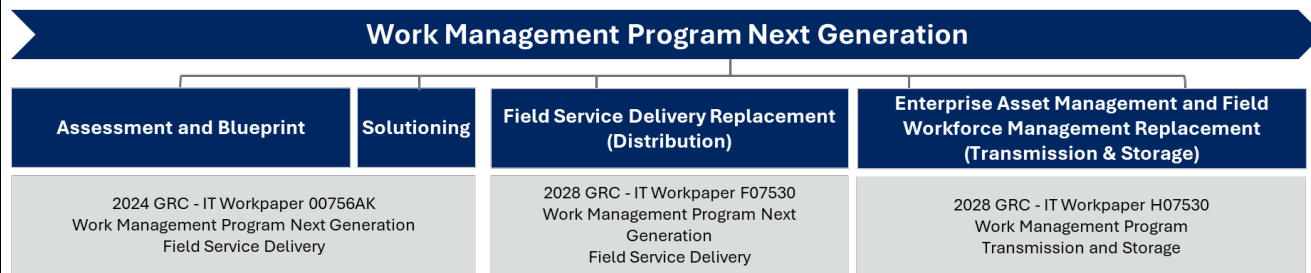 Work Management Program Next Generation
Assessment and Blueprint
Solutioning
Field Service Delivery Replacement
(Distribution)
Enterprise Asset Management and Field
Workforce Management Replacement
(Transmission & Storage)
2024 GRC - IT Workpaper 00756AK
Work Management Program Next Generation
Field Service Delivery
2028 GRC - IT Workpaper F07530
Work Management Program Next
Generation
Field Service Delivery
2028 GRC - IT Workpaper H07530
Work Management Program
Transmission and Storage